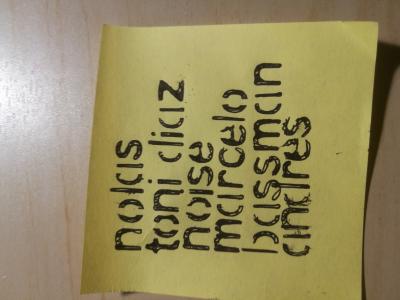 nolas
toni diaz
noise
marcelo
bassman
andres